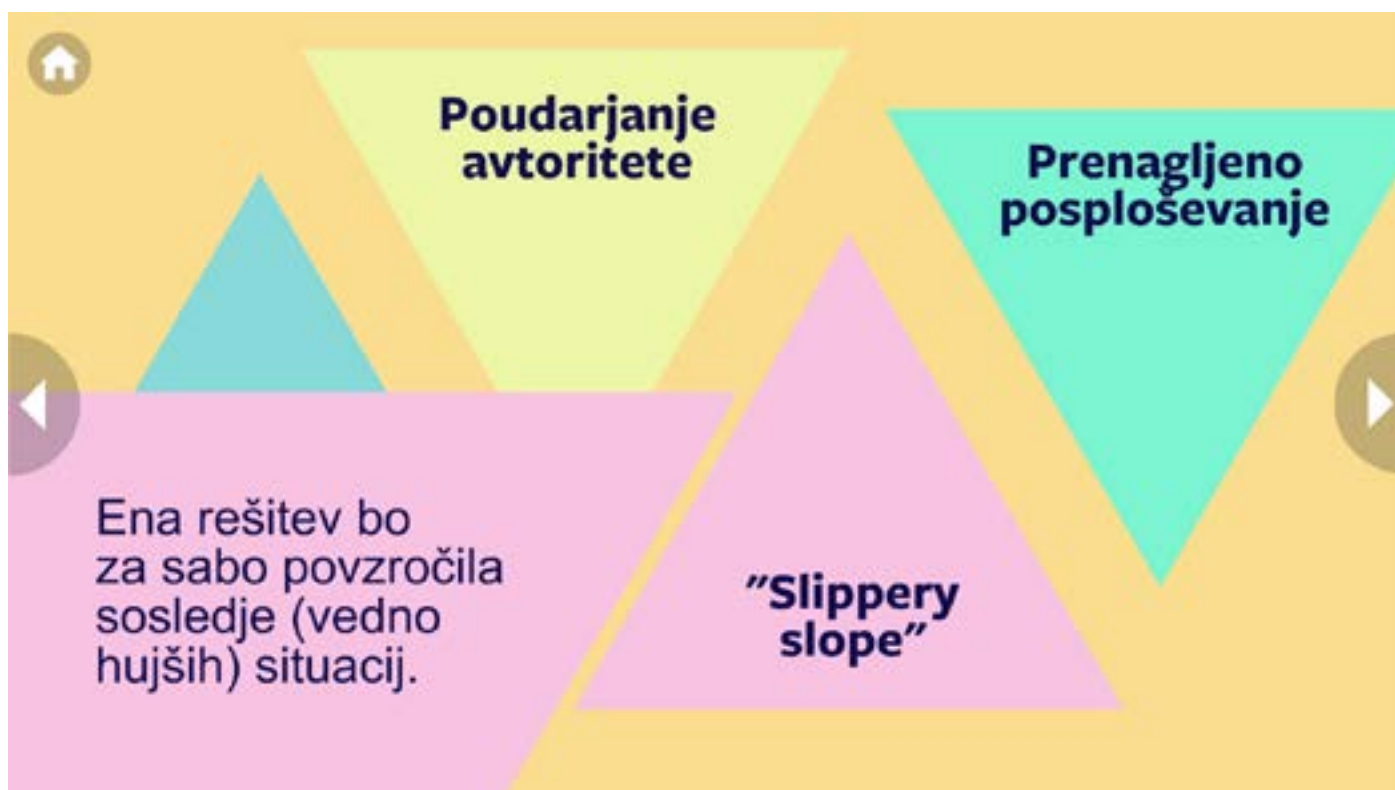 Poudarjanje
avtoritete
Prenagljeno
posploševanje
Ena rešitev bo
za sabo povzročila
sosledje (vedno
hujših) situacij.
"Slippery
slope"